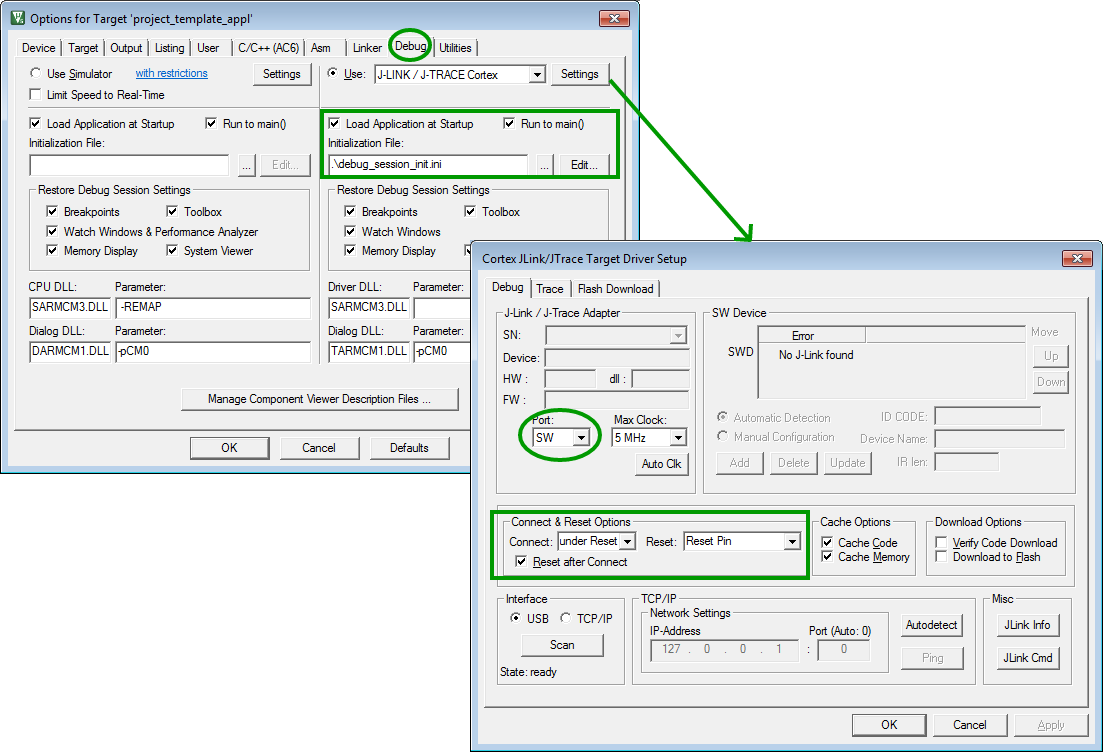 Options for Target 'project_template_appl'
Device Target Output Listing User C/C++ (AC6) Asm Linker Debug Utilities
Use Simulator with restrictions Settings Use: J-LINK / J-TRACE Cortex Settings
Limit Speed to Real-Time
Load Application at Startup Run to main() Load Application at Startup Run to main()
Initialization File: Initialization File:
... Edit... .\debug_session_init.ini ... Edit...
Restore Debug Session Settings Restore Debug Session Settings
Breakpoints Toolbox Breakpoints Toolbox
Watch Windows & Performance Analyzer Watch Windows
Memory Display System Viewer Memory Display
CPU DLL: Parameter: Driver DLL: Parameter:
SARMCM3.DLL -REMAP SARMCM3.DLL
Dialog DLL: Parameter: Dialog DLL: Parameter:
DARMCM1.DLL -pCM0 TARMCM1.DLL -pCM0
Manage Component Viewer Description Files ...
OK Cancel Defaults
Cortex JLink/JTrace Target Driver Setup
Debug Trace Flash Download
J-Link / J-Trace Adapter
SN:
Device:
HW : dll :
FW :
Port: Max Clock:
SW 5 MHz
Auto Clk
SW Device
Error Move
SWD No J-Link found Up
Down
Automatic Detection ID CODE:
Manual Configuration Device Name:
Add Delete Update IR len:
Connect & Reset Options
Connect: under Reset Reset: Reset Pin
Reset after Connect
Cache Options
Cache Code
Cache Memory
Download Options
Verify Code Download
Download to Flash
Interface
USB TCP/IP
Scan
State: ready
TCP/IP
Network Settings
IP-Address Port (Auto: 0)
127 . 0 . 0 . 1 : 0
Autodetect
Ping
Misc
JLink Info
JLink Cmd
OK Cancel Apply